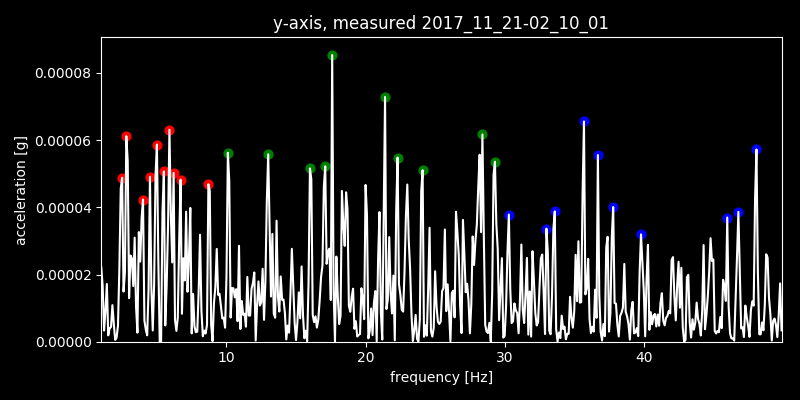 y-axis, measured 2017_11_21-02_10_01
0.00008
0.00006
0.00004
0.00002
0.00000
acceleration [g]
10 20 30 40
frequency [Hz]